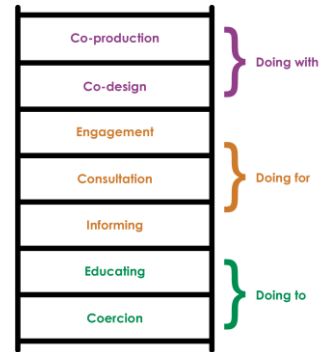 Co-production
Co-design
Doing with
Engagement
Consultation
Doing for
Informing
Educating
Doing to
Coercion